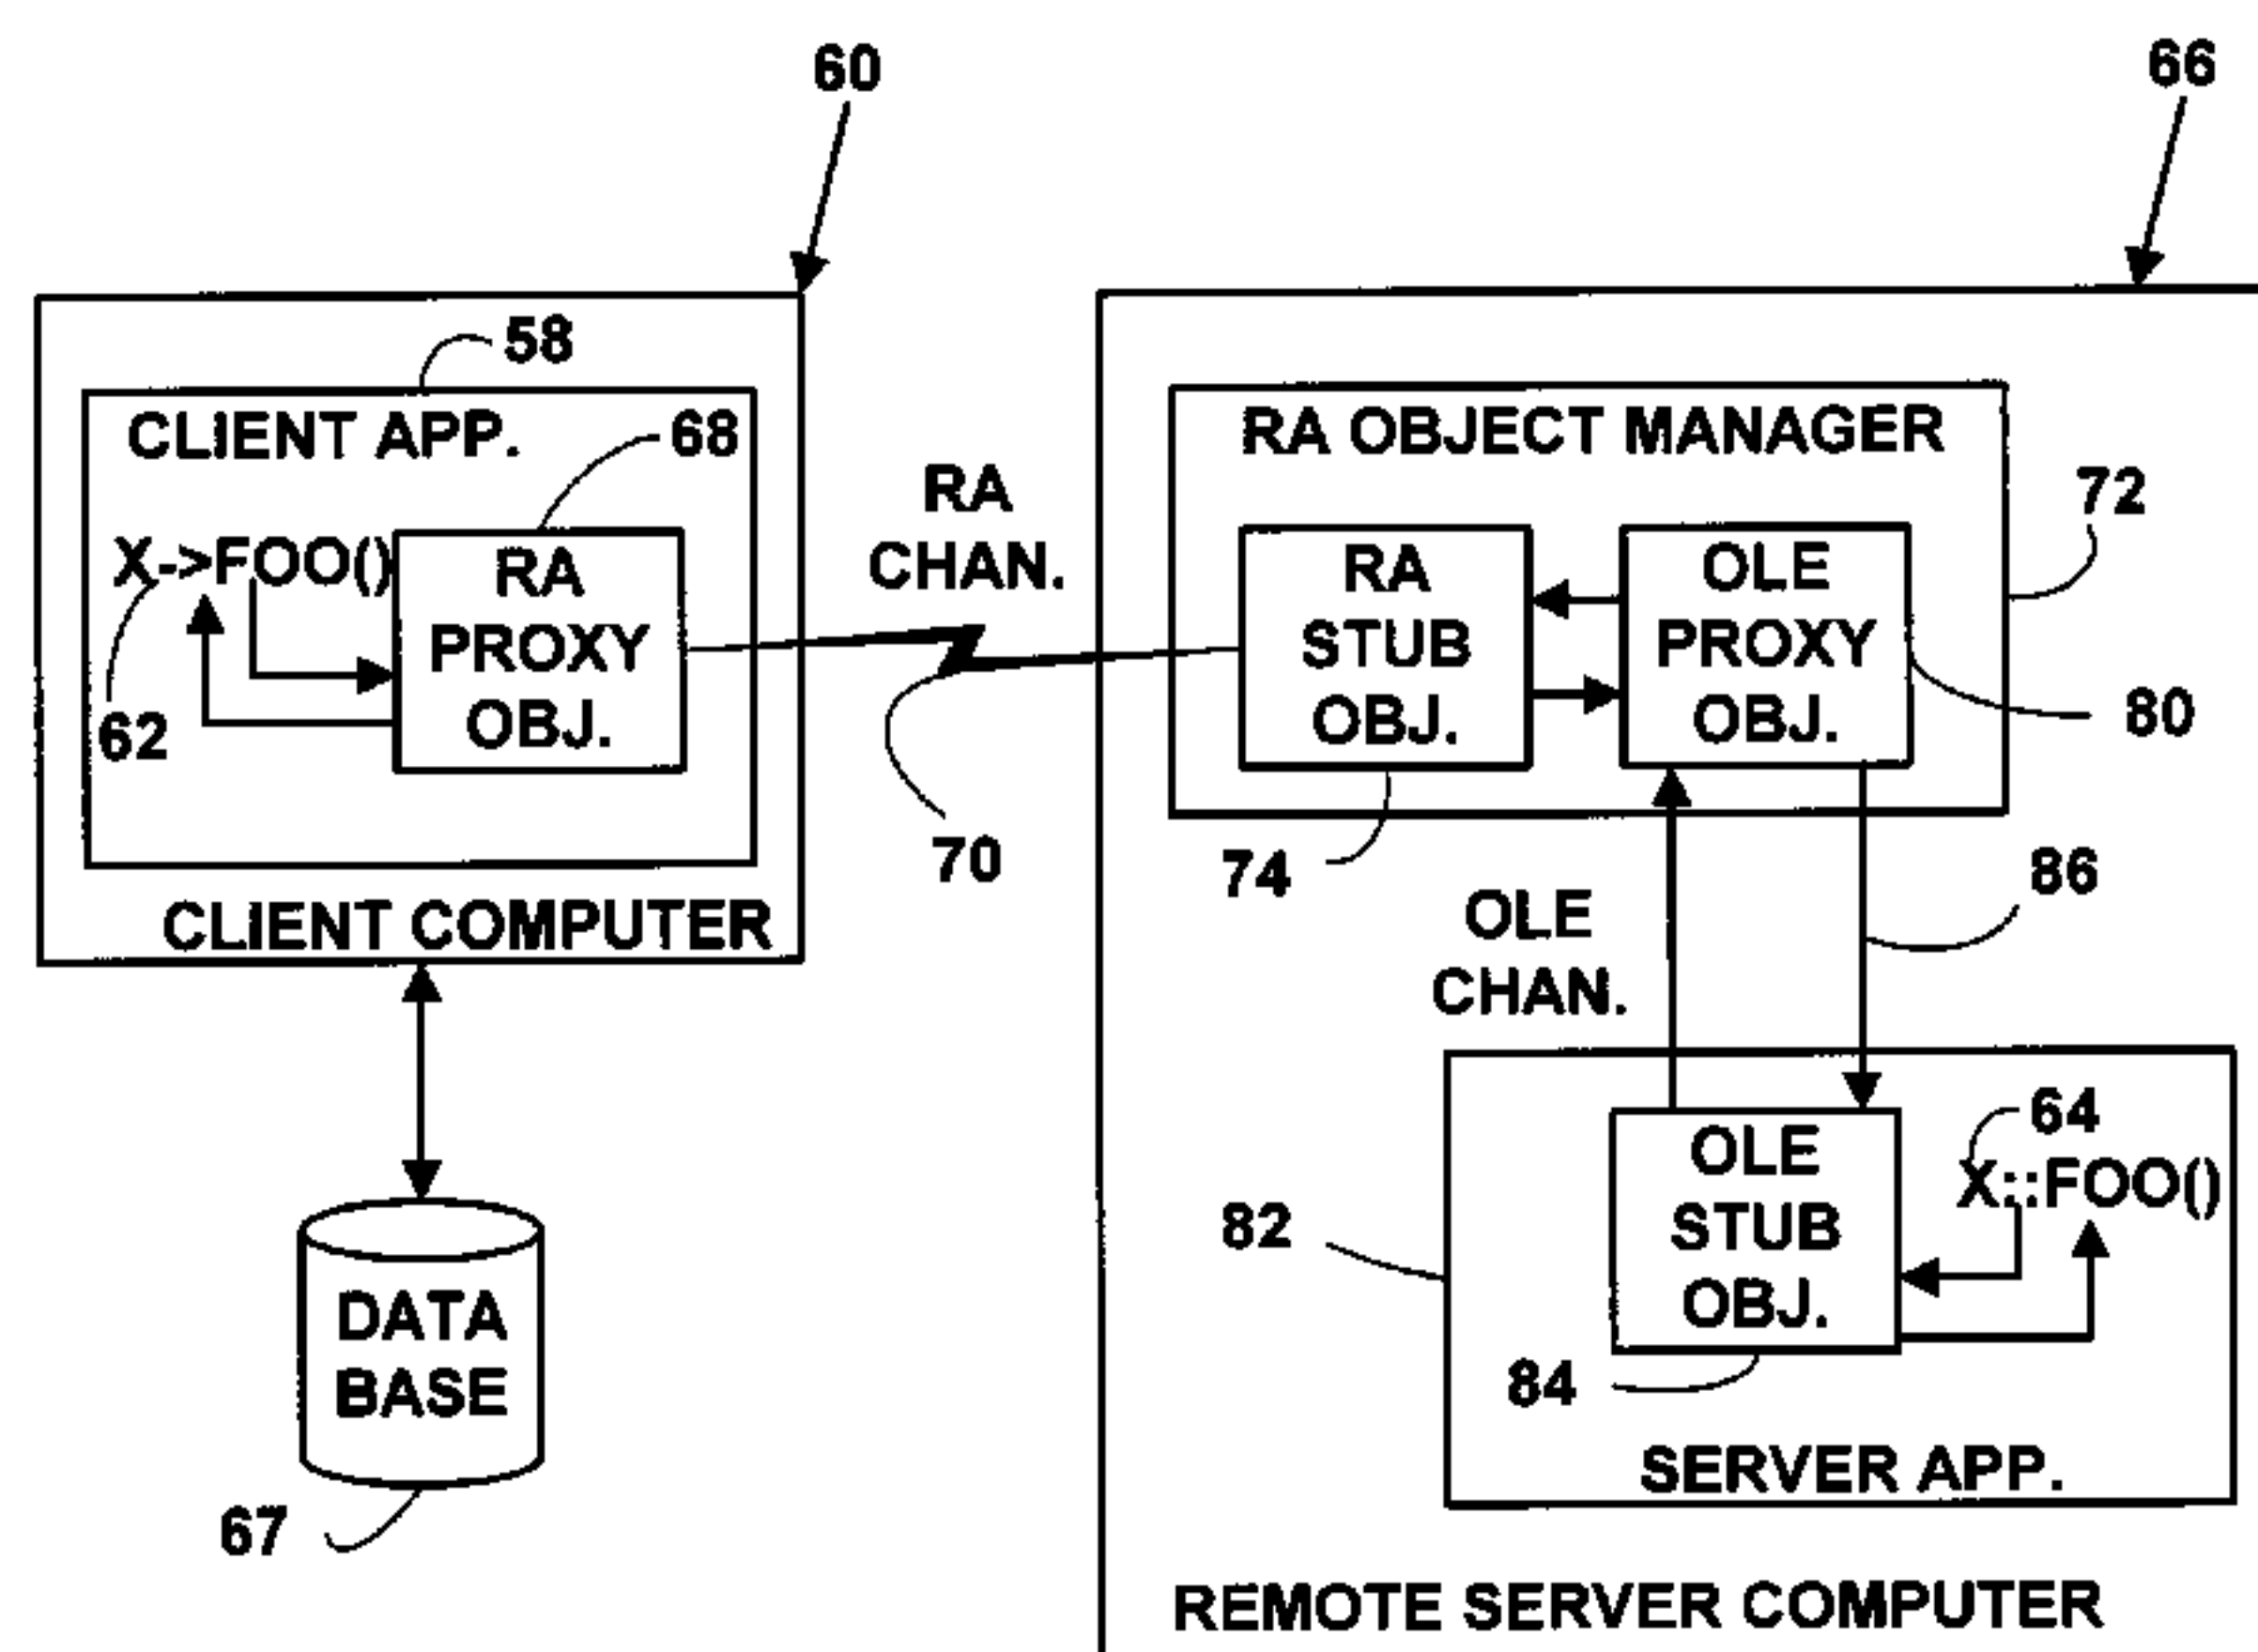 60
66
58
CLIENT APP.
68
X->FOO()
RA
PROXY
OBJ.
62
CLIENT COMPUTER
RA
CHAN.
70
RA OBJECT MANAGER
72
RA
STUB
OBJ.
OLE
PROXY
OBJ.
80
74
86
OLE
CHAN.
64
OLE
STUB
OBJ.
X::FOO()
82
84
SERVER APP.
DATA
BASE
67
REMOTE SERVER COMPUTER